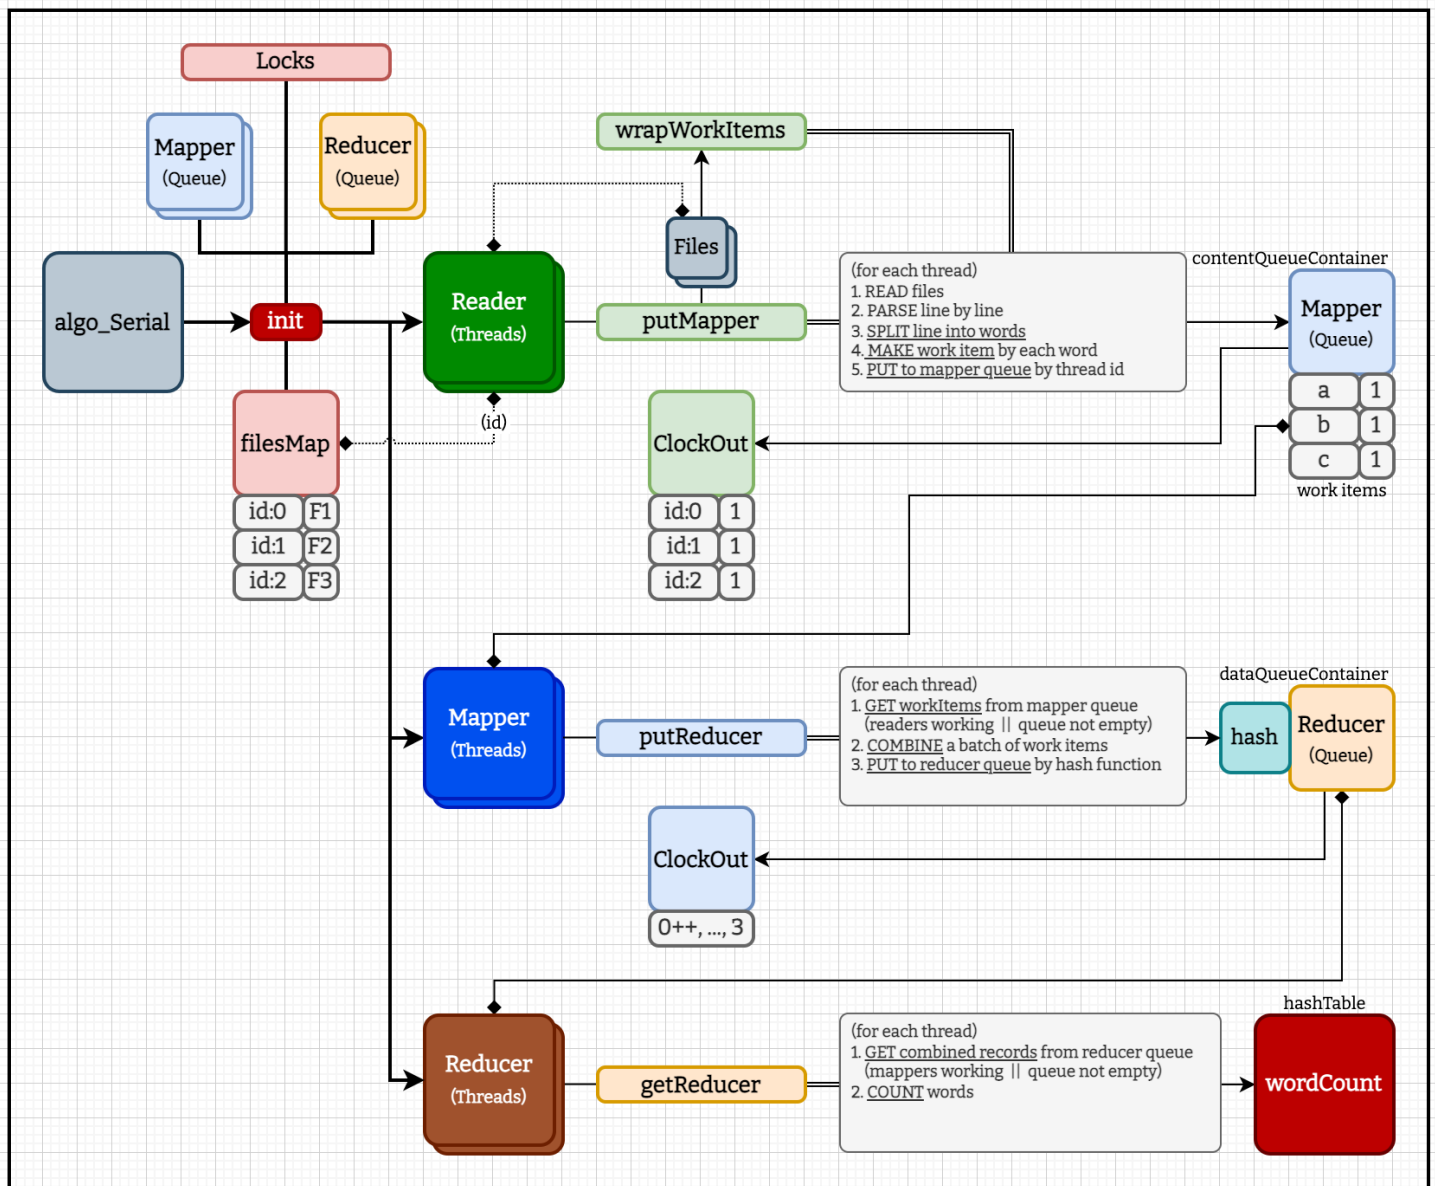 Locks
Mapper
(Queue)
Reducer
(Queue)
wrapWorkItems
Files
algo_Serial
init
Reader
(Threads)
putMapper
(for each thread)
1. READ files
2. PARSE line by line
3. SPLIT line into words
4. MAKE work item by each word
5. PUT to mapper queue by thread id
contentQueueContainer
Mapper
(Queue)
a 1
b 1
c 1
work items
(id)
filesMap
id:0 F1
id:1 F2
id:2 F3
ClockOut
id:0 1
id:1 1
id:2 1
Mapper
(Threads)
putReducer
(for each thread)
1. GET workItems from mapper queue
(readers working || queue not empty)
2. COMBINE a batch of work items
3. PUT to reducer queue by hash function
dataQueueContainer
hash
Reducer
(Queue)
ClockOut
0++, ..., 3
Reducer
(Threads)
getReducer
(for each thread)
1. GET combined records from reducer queue
(mappers working || queue not empty)
2. COUNT words
hashTable
wordCount